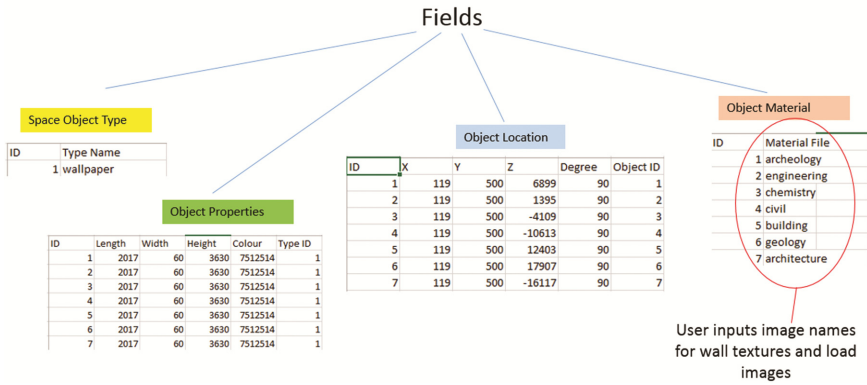 Fields
Space Object Type
ID Type Name
1 wallpaper
Object Properties
ID Length Width Height Colour Type ID
1 2017 60 3630 7512514 1
2 2017 60 3630 7512514 1
3 2017 60 3630 7512514 1
4 2017 60 3630 7512514 1
5 2017 60 3630 7512514 1
6 2017 60 3630 7512514 1
7 2017 60 3630 7512514 1
Object Location
ID X Y Z Degree Object ID
1 119 500 6899 90 1
2 119 500 1395 90 2
3 119 500 -4109 90 3
4 119 500 -10613 90 4
5 119 500 12403 90 5
6 119 500 17907 90 6
7 119 500 -16117 90 7
Object Material
ID Material File
1 archeology
2 engineering
3 chemistry
4 civil
5 building
6 geology
7 architecture
User inputs image names
for wall textures and load
images